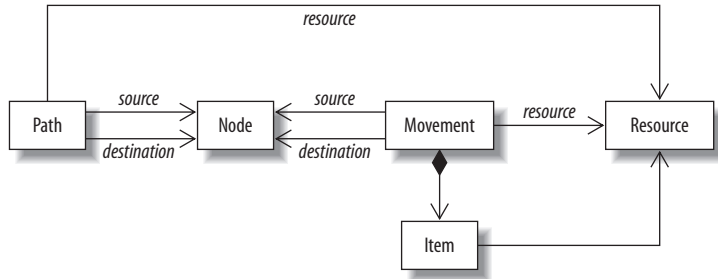 resource
source
source
resource
Path
Node
Movement
Resource
destination
destination
Item